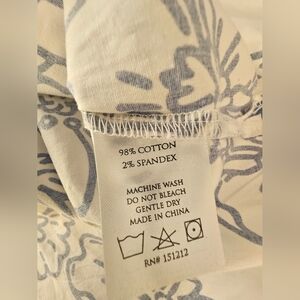 98% COTTON
2% SPANDEX
MACHINE WASH
DO NOT BLEACH
GENTLE DRY
MADE IN CHINA
RN# 151212